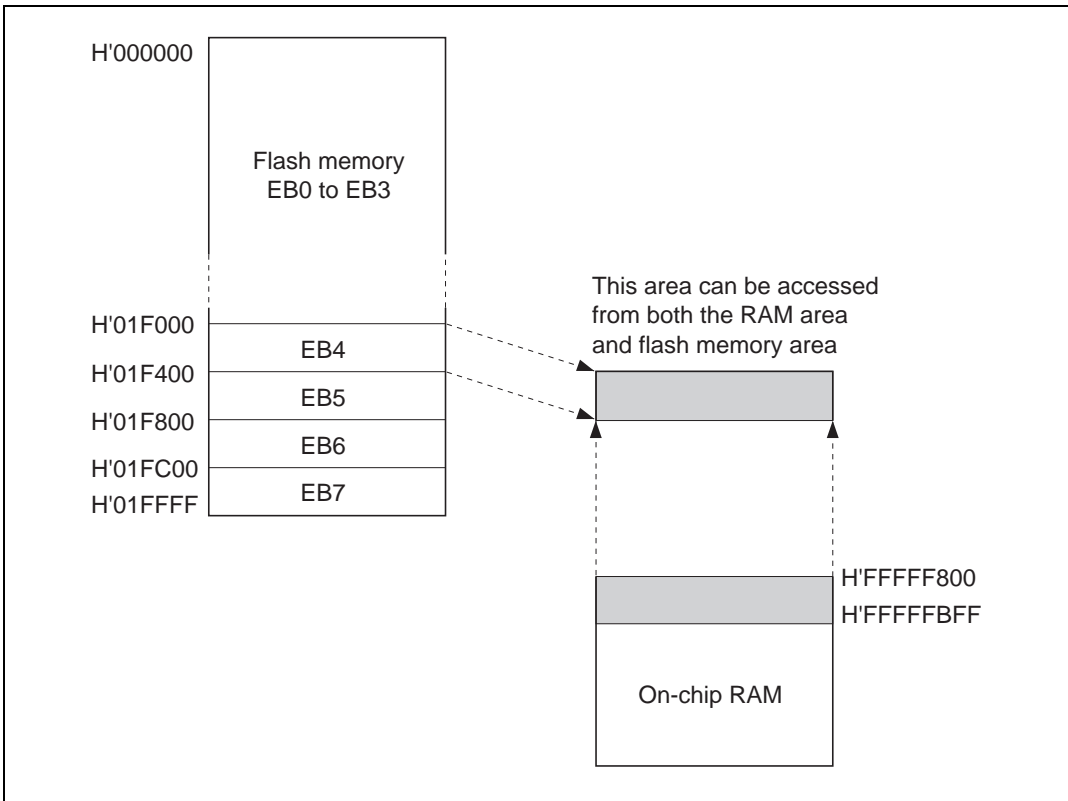 H'000000
Flash memory
EB0 to EB3
This area can be accessed
from both the RAM area
and flash memory area
H'01F000
EB4
H'01F400
EB5
H'01F800
EB6
H'01FC00
EB7
H'01FFFF
H'FFFFF800
H'FFFFFBFF
On-chip RAM